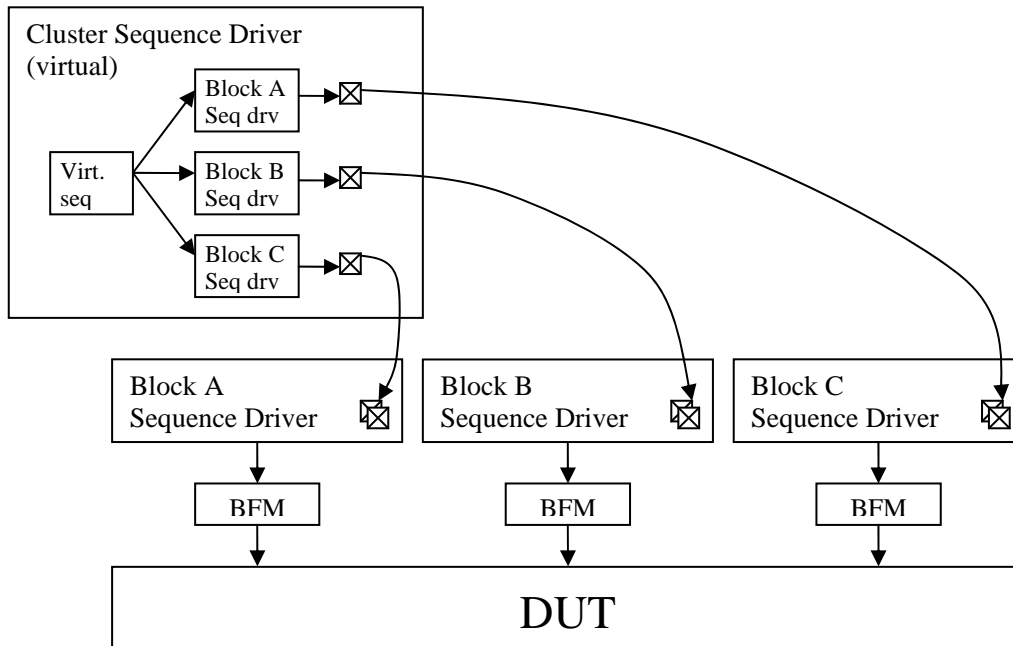 Cluster Sequence Driver
(virtual)
Block A
Seq drv
Virt.
seq
Block B
Seq drv
Block C
Seq drv
Block A
Sequence Driver
Block B
Sequence Driver
Block C
Sequence Driver
BFM
BFM
BFM
DUT